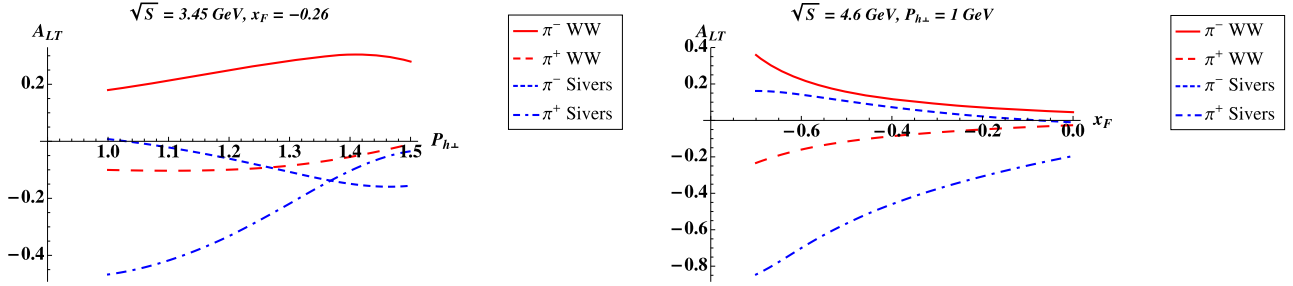 √S = 3.45 GeV, x_F = −0.26
A_LT
0.2
−0.2
−0.4
1.0 1.1 1.2 1.3 1.4 1.5
P_h⊥
π⁻ WW
π⁺ WW
π⁻ Sivers
π⁺ Sivers
√S = 4.6 GeV, P_h⊥ = 1 GeV
A_LT
0.4
0.2
−0.2
−0.4
−0.6
−0.8
−0.6 −0.4 −0.2 0.0
x_F
π⁻ WW
π⁺ WW
π⁻ Sivers
π⁺ Sivers